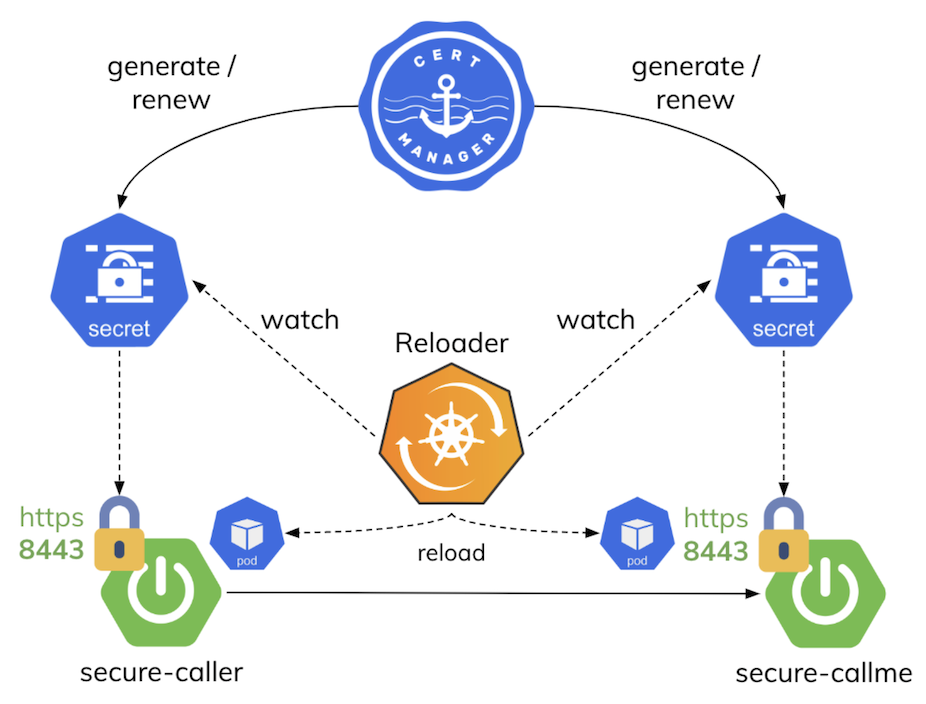 CERT
MANAGER
generate /
renew
generate /
renew
secret
secret
watch
watch
Reloader
https
8443
pod
reload
pod
https
8443
secure-caller
secure-callme